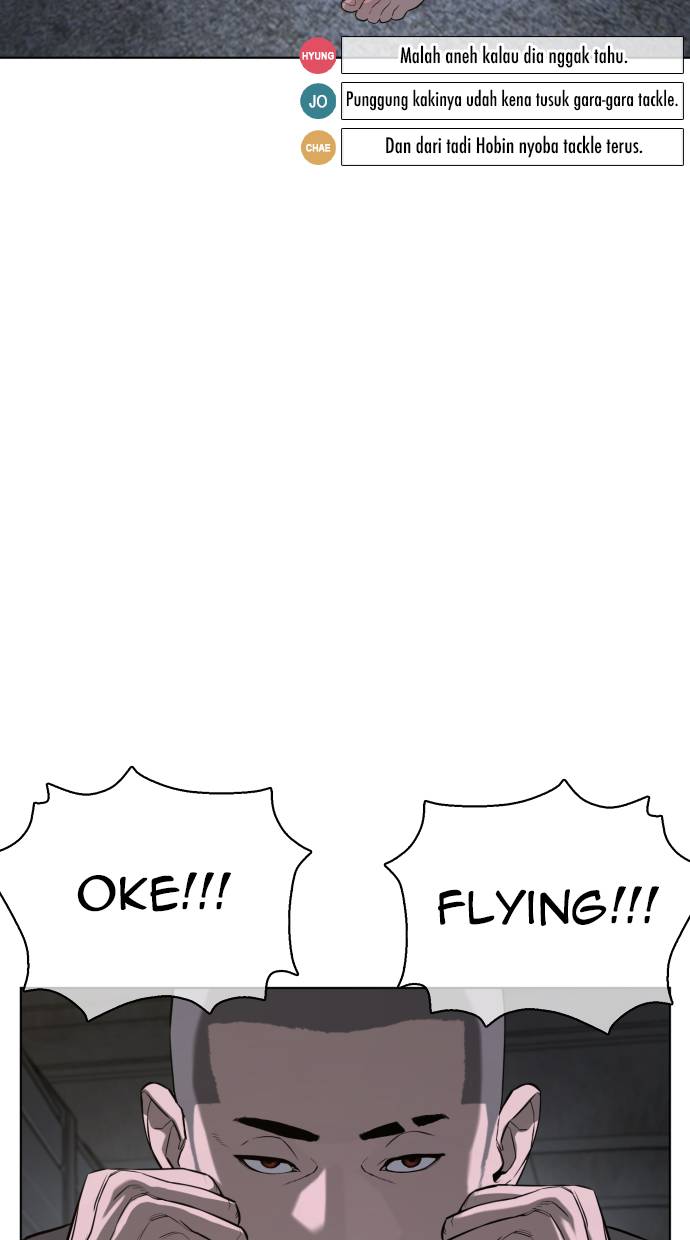 HYUNG Malah aneh kalau dia nggak tahu.
JO Punggung kakinya udah kena tusuk gara-gara tackle.
CHAE Dan dari tadi Hobin nyoba tackle terus.
OKE!!!
FLYING!!!